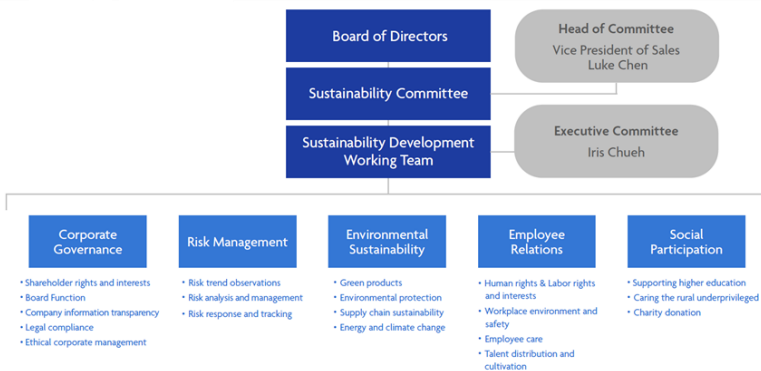 Board of Directors
Head of Committee
Vice President of Sales
Luke Chen
Sustainability Committee
Sustainability Development
Working Team
Executive Committee
Iris Chueh
Corporate
Governance
• Shareholder rights and interests
• Board Function
• Company information transparency
• Legal compliance
• Ethical corporate management
Risk Management
• Risk trend observations
• Risk analysis and management
• Risk response and tracking
Environmental
Sustainability
• Green products
• Environmental protection
• Supply chain sustainability
• Energy and climate change
Employee
Relations
• Human rights & Labor rights
and interests
• Workplace environment and
safety
• Employee care
• Talent distribution and
cultivation
Social
Participation
• Supporting higher education
• Caring the rural underprivileged
• Charity donation